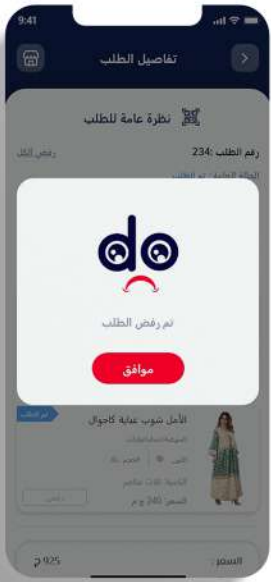 9:41
تفاصيل الطلب
نظرة عامة للطلب
رقم الطلب :234
رفض الكل
do
تم رفض الطلب
موافق
الأمل شوب عباية كاجوال
السعر: 240 ج م
السعر :
925 ج